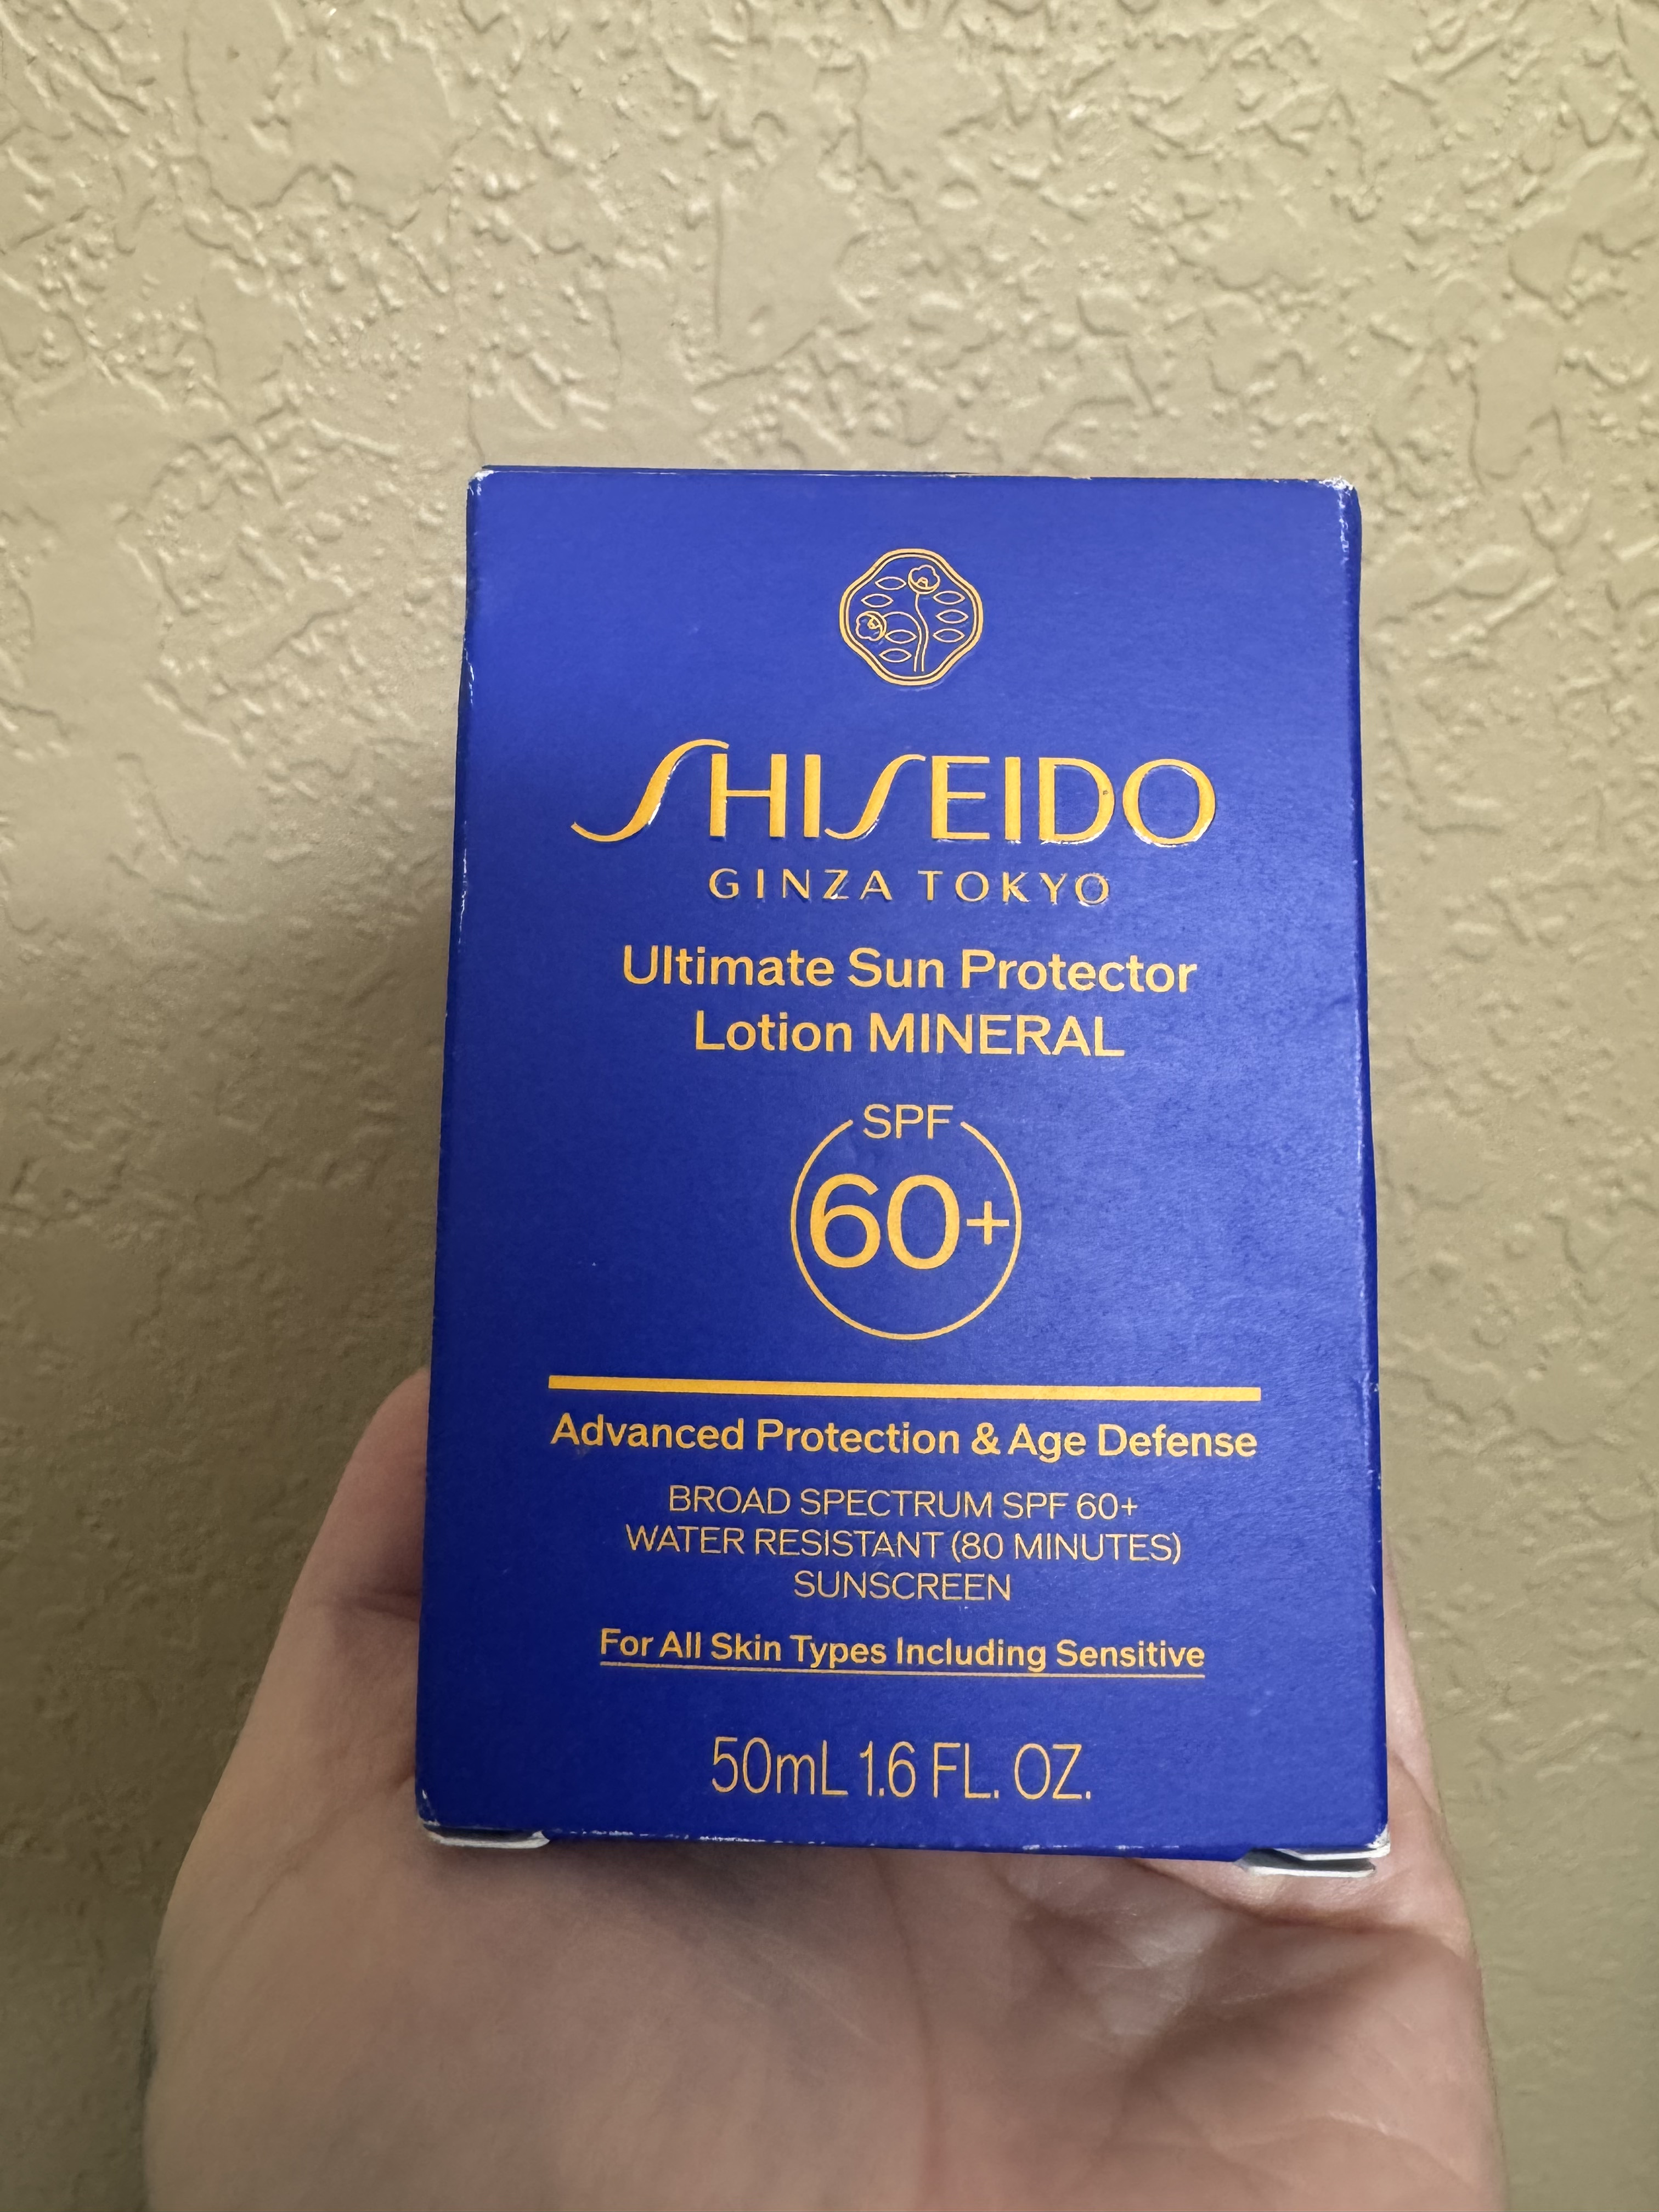 SHISEIDO
GINZA TOKYO
Ultimate Sun Protector
Lotion MINERAL
SPF
60+
Advanced Protection & Age Defense
BROAD SPECTRUM SPF 60+
WATER RESISTANT (80 MINUTES)
SUNSCREEN
For All Skin Types Including Sensitive
50mL 1.6 FL. OZ.